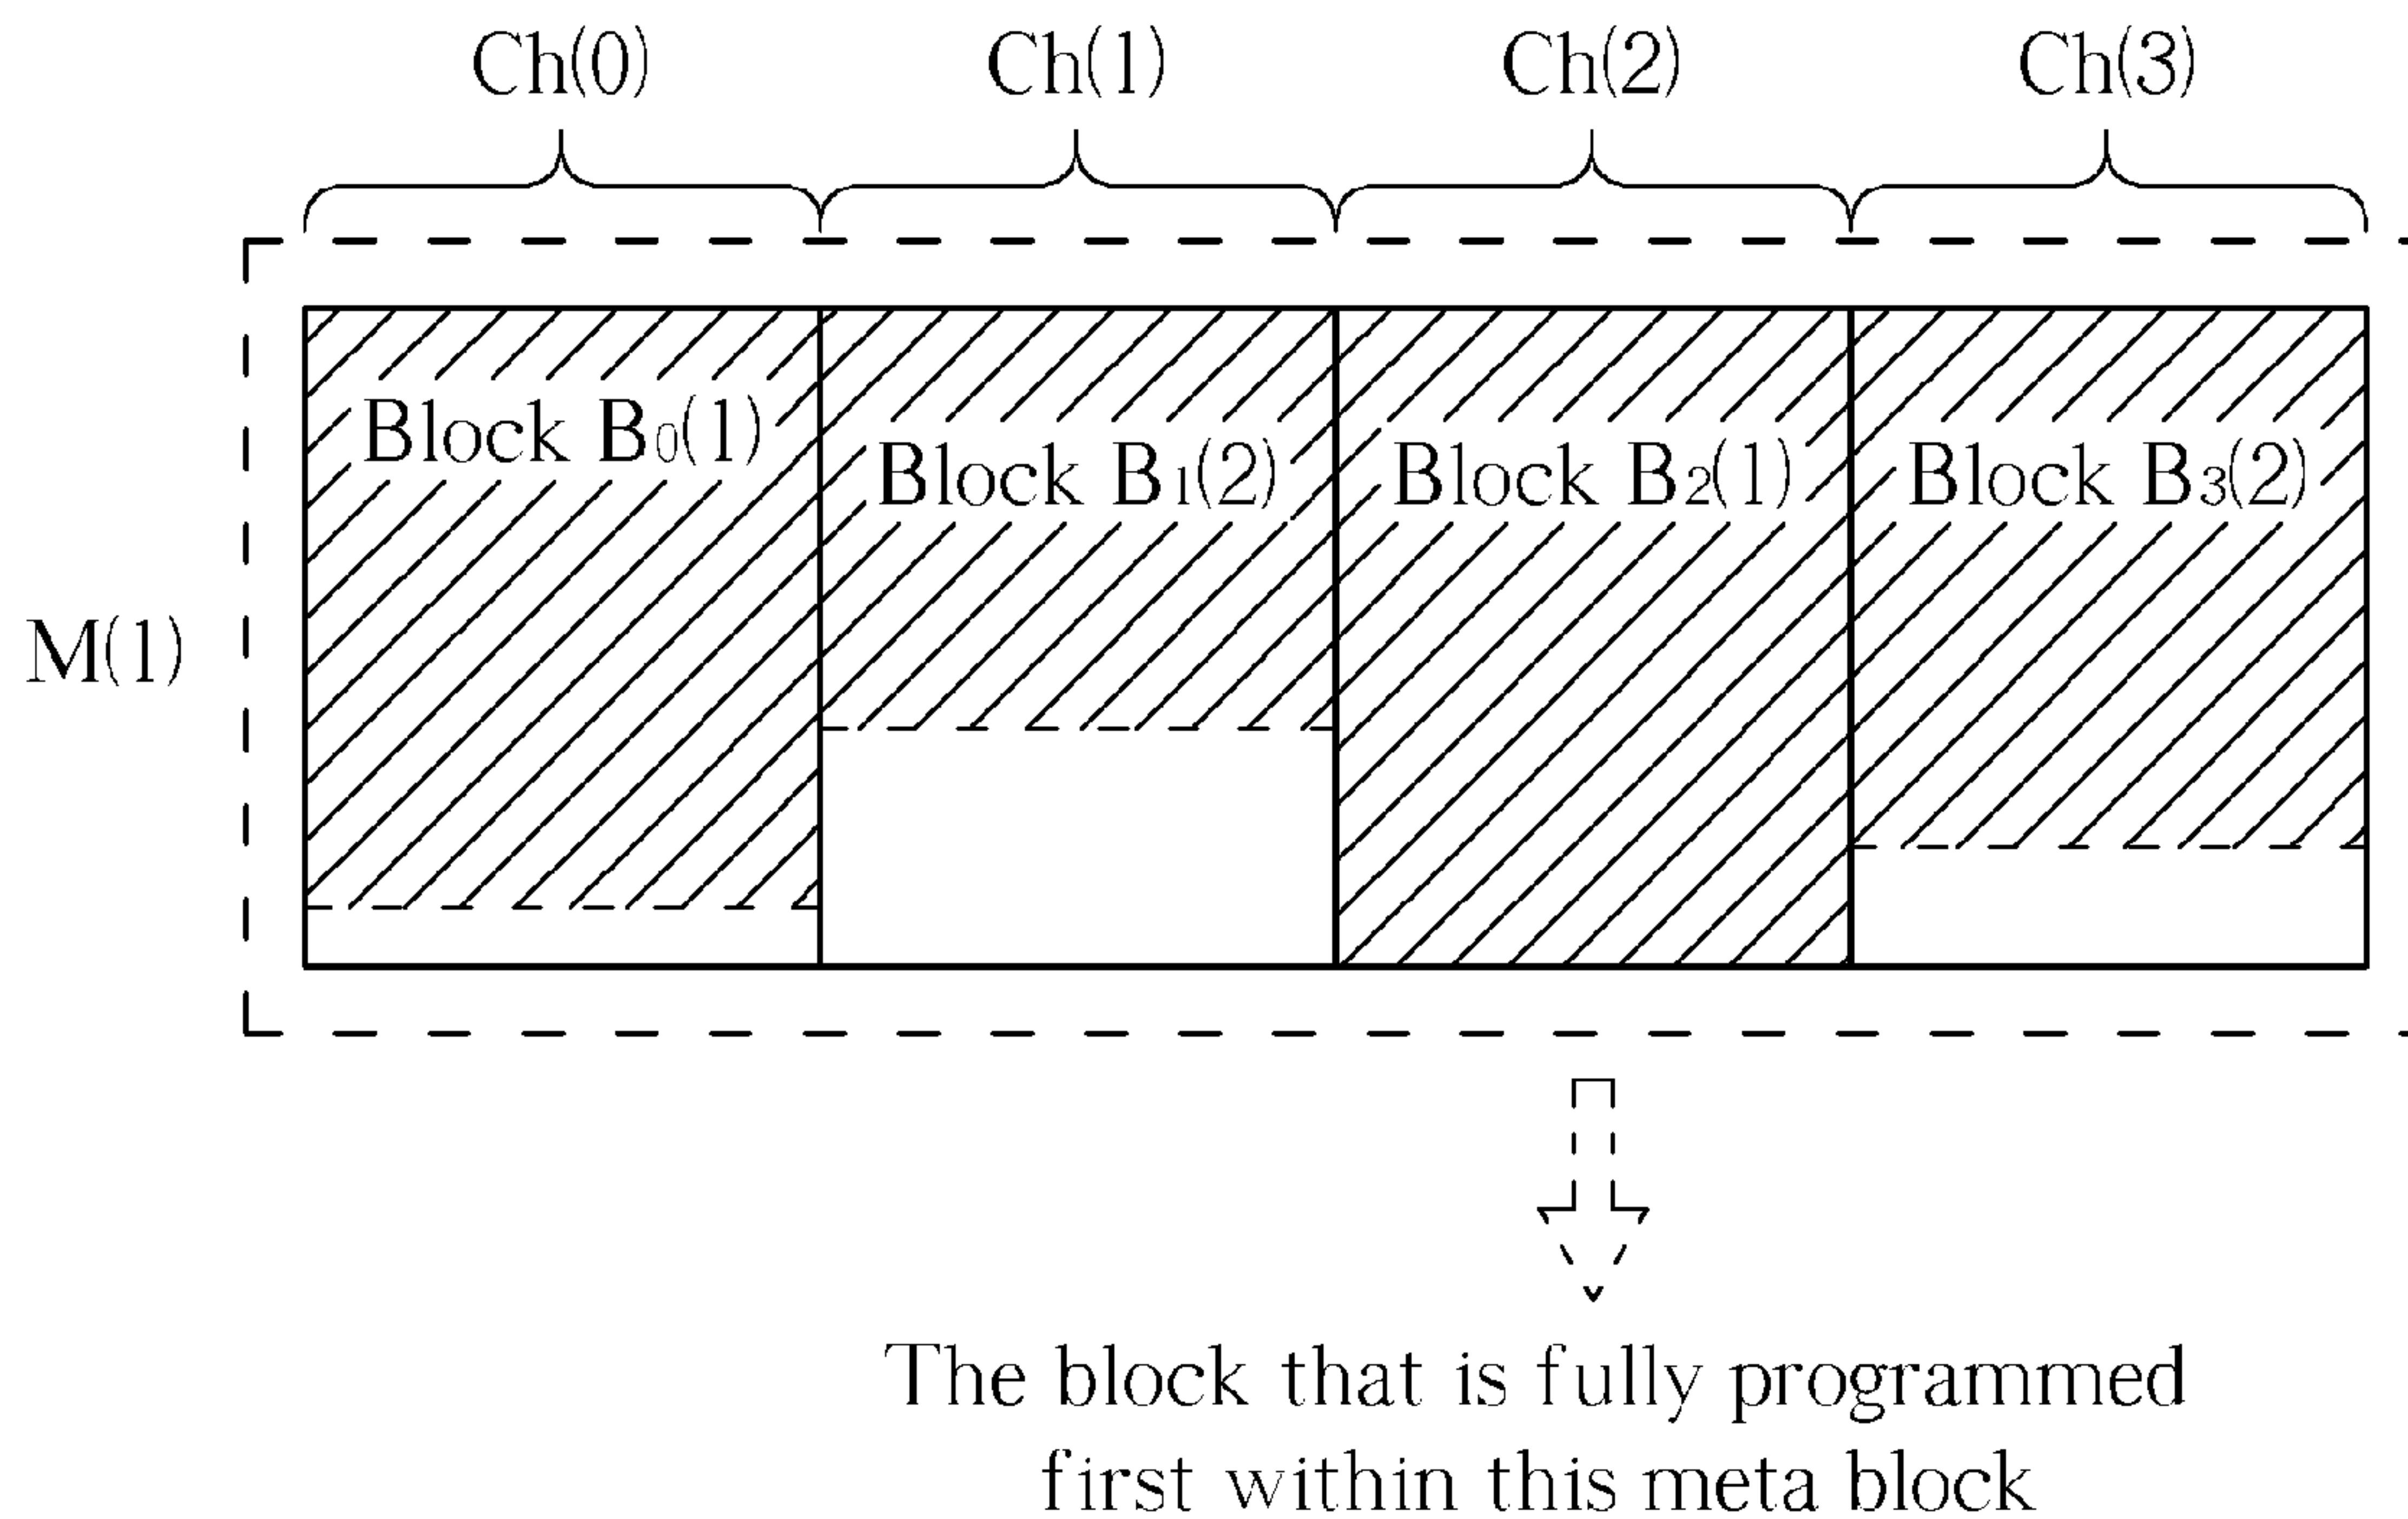 Ch(0) Ch(1) Ch(2) Ch(3)
Block B0(1)
Block B1(2) Block B2(1) Block B3(2)
M(1)
The block that is fully programmed
first within this meta block